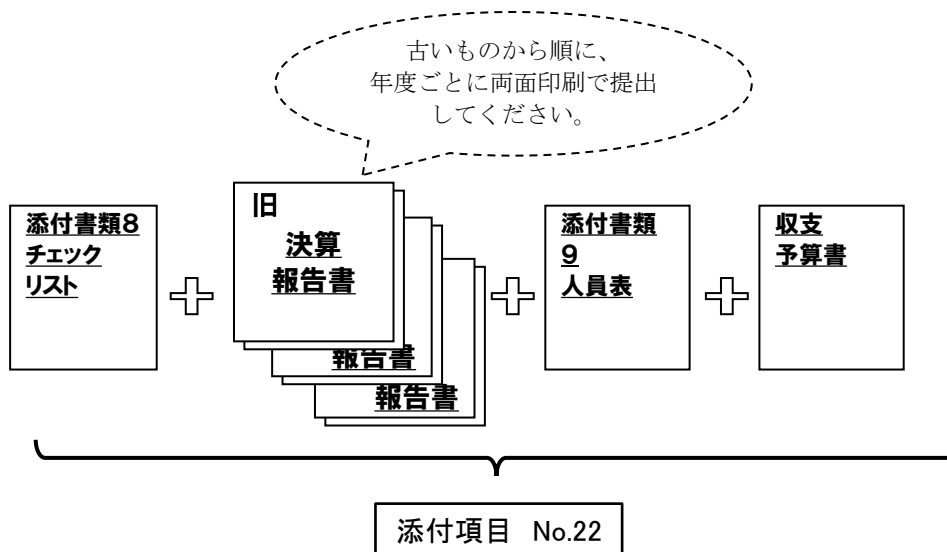 古いものから順に、
年度ごとに両面印刷で提出
してください。
添付書類8
チェック
リスト
旧
決算
報告書
報告書
報告書
添付書類
9
人員表
収支
予算書
添付項目 No.22